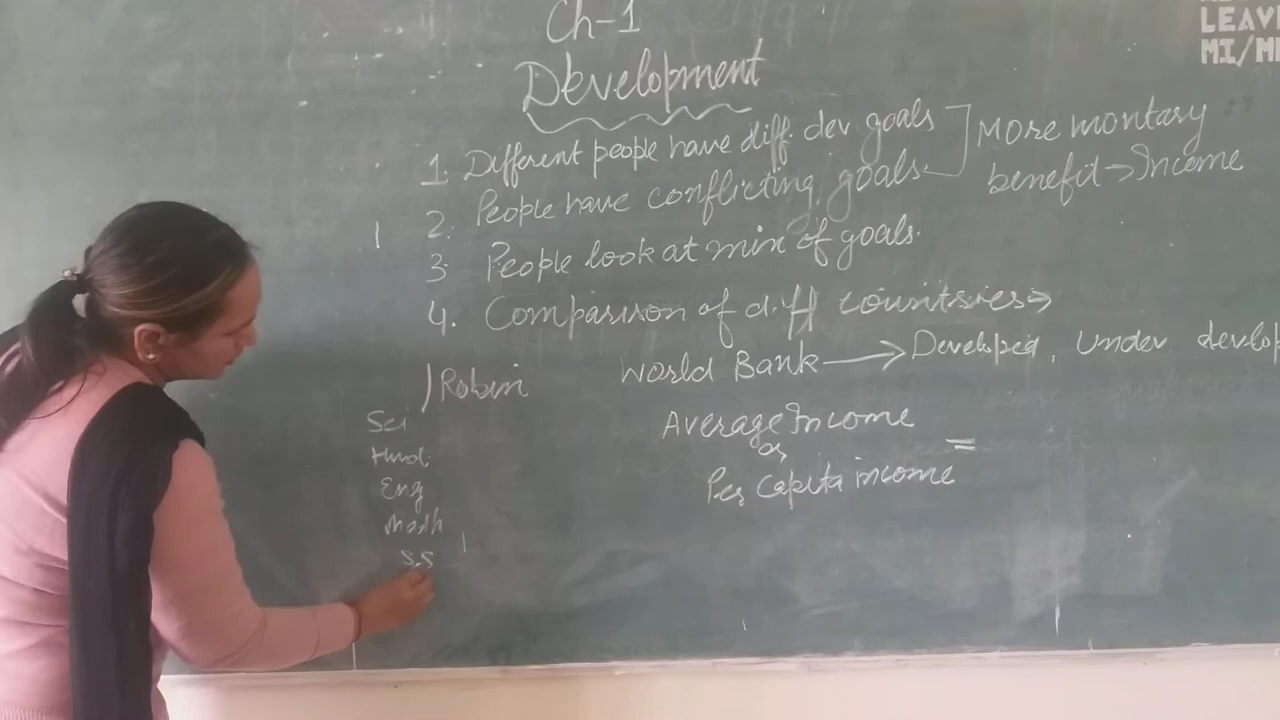 Ch-1
Development
LEAV
MI/M
1. Different people have diff. dev goals
2. People have conflicting goals
More montary
benefit → Income
3. People look at mix of goals.
4. Comparison of diff countries →
World Bank → Developed, Under develop
Robin
Sci
Hindi
Eng
Math
S.S
Average Income
or
Per Capita income =